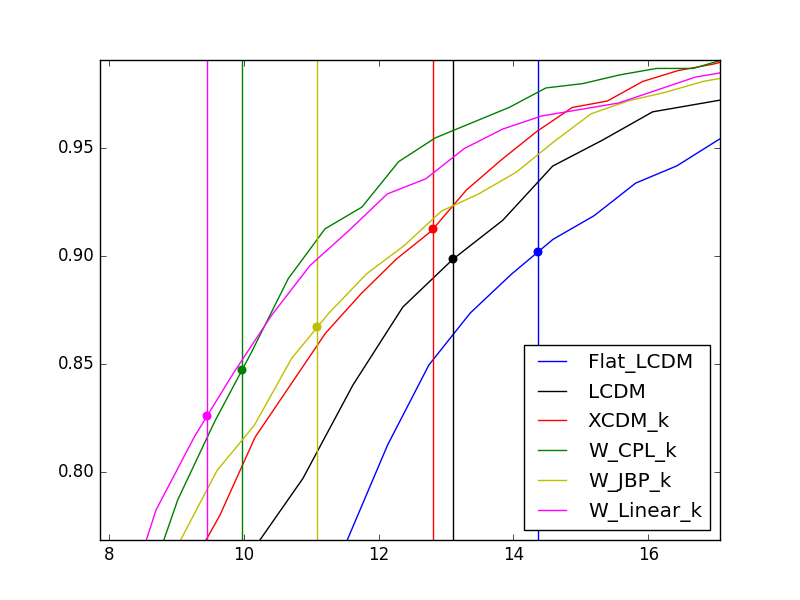 0.95
0.90
0.85
0.80
8 10 12 14 16
Flat_LCDM
LCDM
XCDM_k
W_CPL_k
W_JBP_k
W_Linear_k